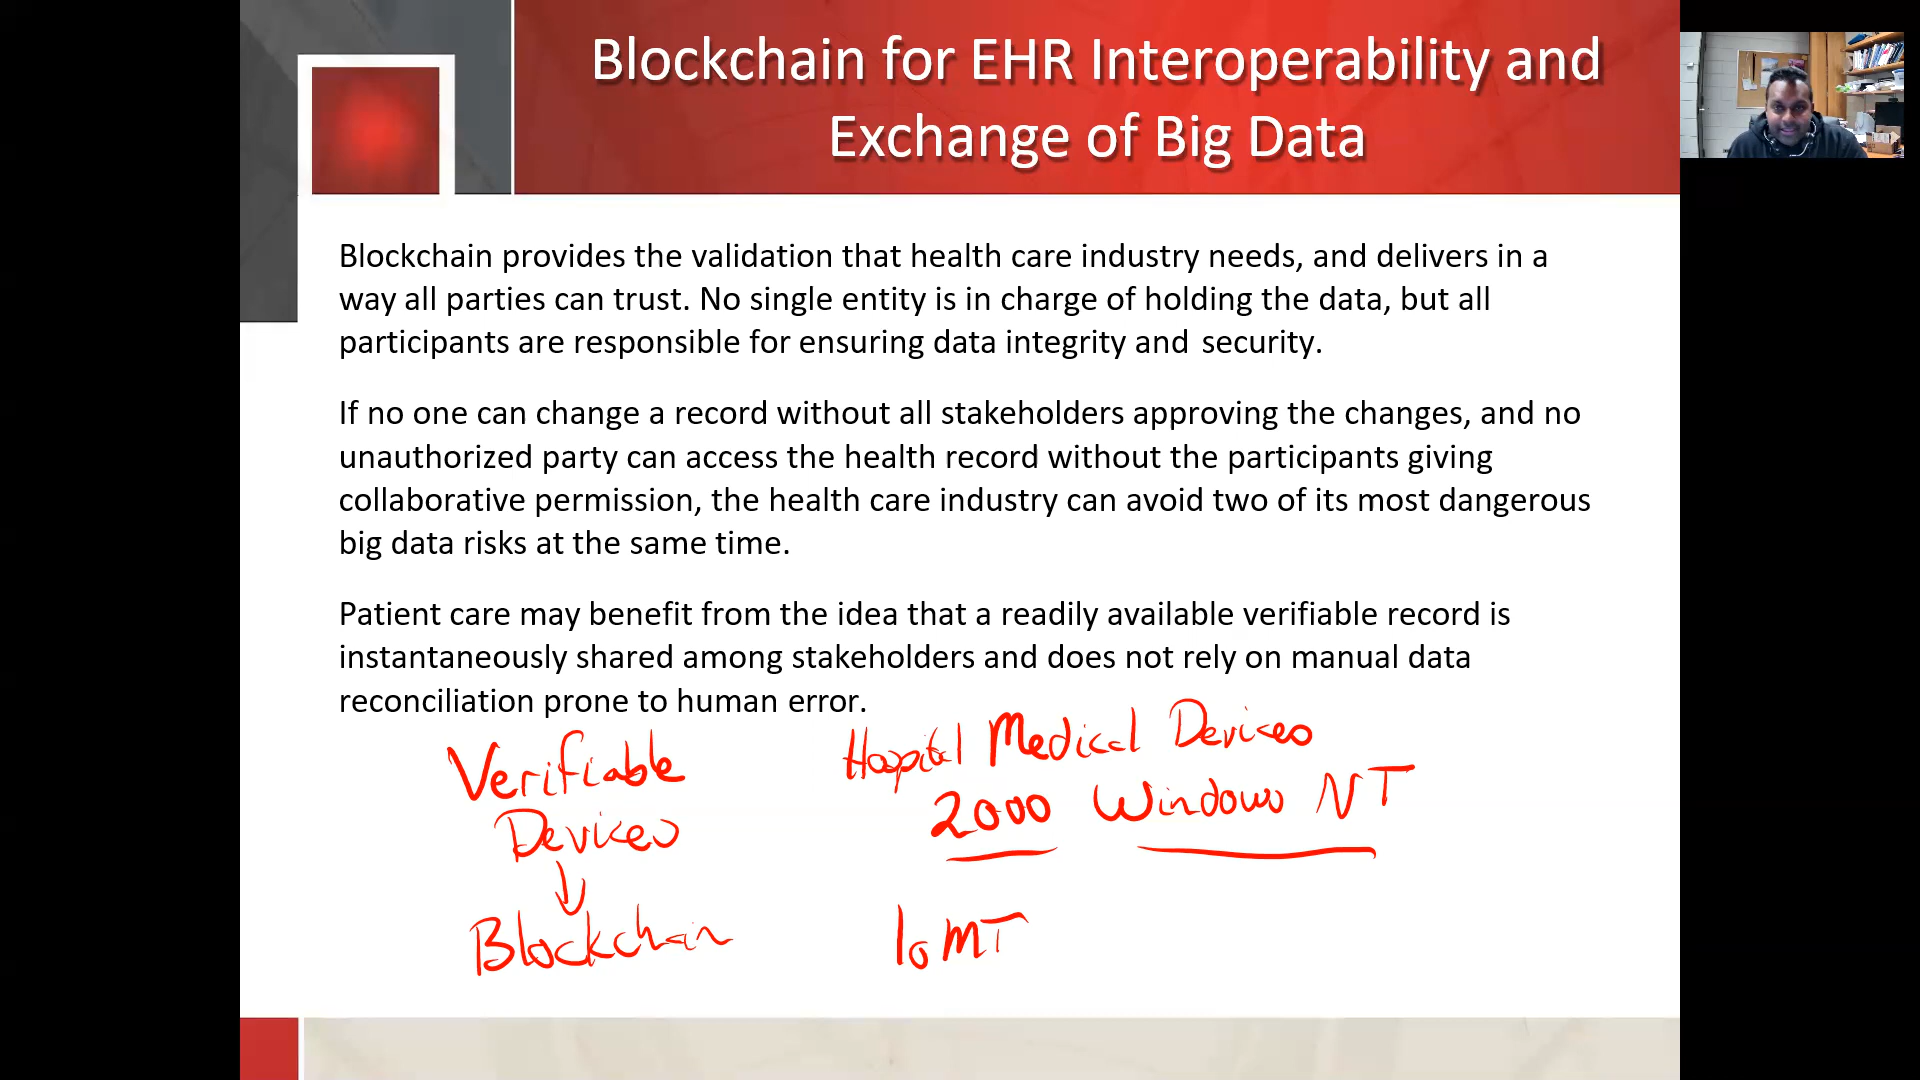 Blockchain for EHR Interoperability and
Exchange of Big Data
Blockchain provides the validation that health care industry needs, and delivers in a
way all parties can trust. No single entity is in charge of holding the data, but all
participants are responsible for ensuring data integrity and security.
If no one can change a record without all stakeholders approving the changes, and no
unauthorized party can access the health record without the participants giving
collaborative permission, the health care industry can avoid two of its most dangerous
big data risks at the same time.
Patient care may benefit from the idea that a readily available verifiable record is
instantaneously shared among stakeholders and does not rely on manual data
reconciliation prone to human error.
Verifiable
Devices
Blockchain
Hospital Medical Devices
2000 Windows NT
IoMT